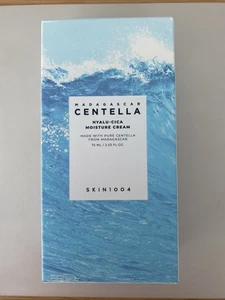 MADAGASCAR
CENTELLA
HYALU-CICA
MOISTURE CREAM
MADE WITH PURE CENTELLA
FROM MADAGASCAR
75 ML / 2.53 FL.OZ
SKIN1004